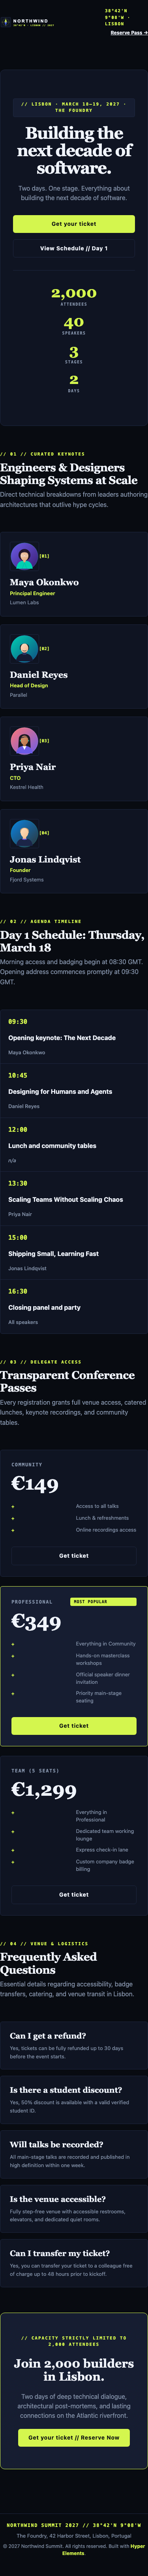 NORTHWIND
38°42'N
9°08'W ·
LISBON
Reserve Pass →
// LISBON · MARCH 18–19, 2027 ·
THE FOUNDRY
Building the
next decade of
software.
Two days. One stage. Everything about
building the next decade of software.
Get your ticket
View Schedule // Day 1
2,000
ATTENDEES
40
SPEAKERS
3
STAGES
2
DAYS
// 01 // CURATED KEYNOTES
Engineers & Designers
Shaping Systems at Scale
Direct technical breakdowns from leaders authoring
architectures that outlive hype cycles.
[01]
Maya Okonkwo
Principal Engineer
Lumen Labs
[02]
Daniel Reyes
Head of Design
Parallel
[03]
Priya Nair
CTO
Kestrel Health
[04]
Jonas Lindqvist
Founder
Fjord Systems
// 02 // AGENDA TIMELINE
Day 1 Schedule: Thursday,
March 18
Morning access and badging begin at 08:30 GMT.
Opening address commences promptly at 09:30
GMT.
09:30
Opening keynote: The Next Decade
Maya Okonkwo
10:45
Designing for Humans and Agents
Daniel Reyes
12:00
Lunch and community tables
n/a
13:30
Scaling Teams Without Scaling Chaos
Priya Nair
15:00
Shipping Small, Learning Fast
Jonas Lindqvist
16:30
Closing panel and party
All speakers
// 03 // DELEGATE ACCESS
Transparent Conference
Passes
Every registration grants full venue access, catered
lunches, keynote recordings, and community
tables.
COMMUNITY
€149
+ Access to all talks
+ Lunch & refreshments
+ Online recordings access
Get ticket
PROFESSIONAL
MOST POPULAR
€349
+ Everything in Community
+ Hands-on masterclass
workshops
+ Official speaker dinner
invitation
+ Priority main-stage
seating
Get ticket
TEAM (5 SEATS)
€1,299
+ Everything in
Professional
+ Dedicated team working
lounge
+ Express check-in lane
+ Custom company badge
billing
Get ticket
// 04 // VENUE & LOGISTICS
Frequently Asked
Questions
Essential details regarding accessibility, badge
transfers, catering, and venue transit in Lisbon.
Can I get a refund?
Yes, tickets can be fully refunded up to 30 days
before the event starts.
Is there a student discount?
Yes, 50% discount is available with a valid verified
student ID.
Will talks be recorded?
All main-stage talks are recorded and published in
high definition within one week.
Is the venue accessible?
Fully step-free venue with accessible restrooms,
elevators, and dedicated quiet rooms.
Can I transfer my ticket?
Yes, you can transfer your ticket to a colleague free
of charge up to 48 hours prior to kickoff.
// CAPACITY STRICTLY LIMITED TO
2,000 ATTENDEES
Join 2,000 builders
in Lisbon.
Two days of deep technical dialogue,
architectural post-mortems, and lasting
connections on the Atlantic riverfront.
Get your ticket // Reserve Now
NORTHWIND SUMMIT 2027 // 38°42'N 9°08'W
The Foundry, 42 Harbor Street, Lisbon, Portugal
© 2027 Northwind Summit. All rights reserved. Built with Hyper
Elements.